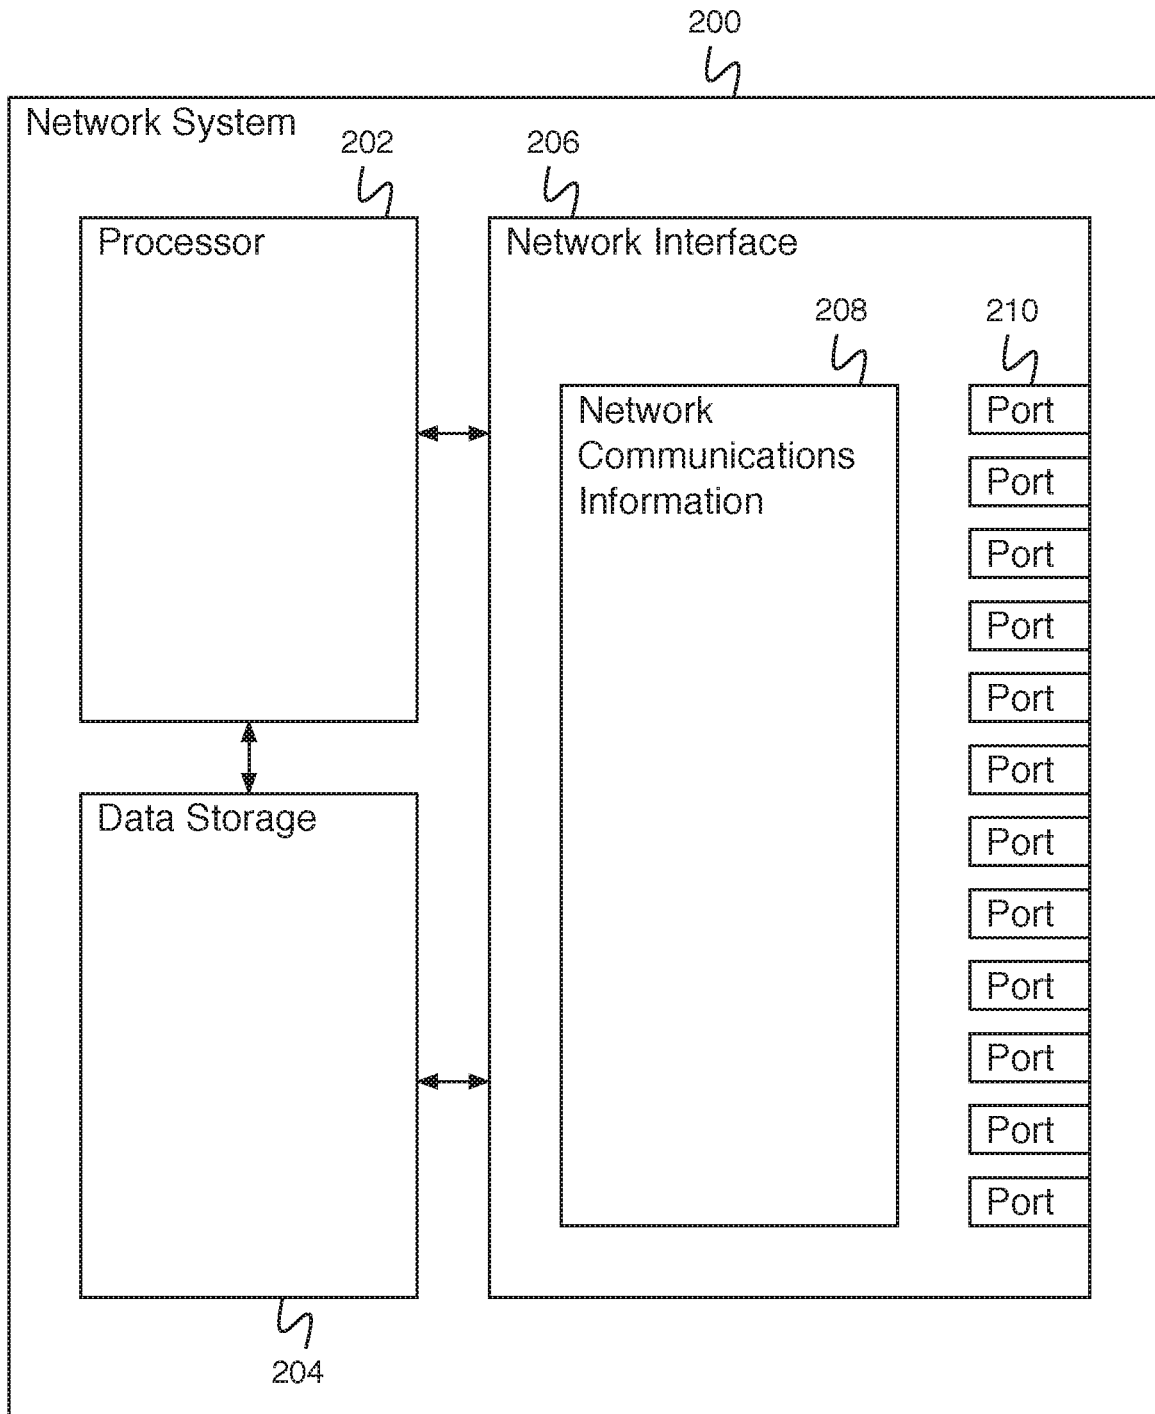 200
Network System
202
206
Processor
Network Interface
208
210
Network
Communications
Information
Port
Port
Port
Port
Port
Port
Port
Port
Port
Port
Port
Port
Data Storage
204